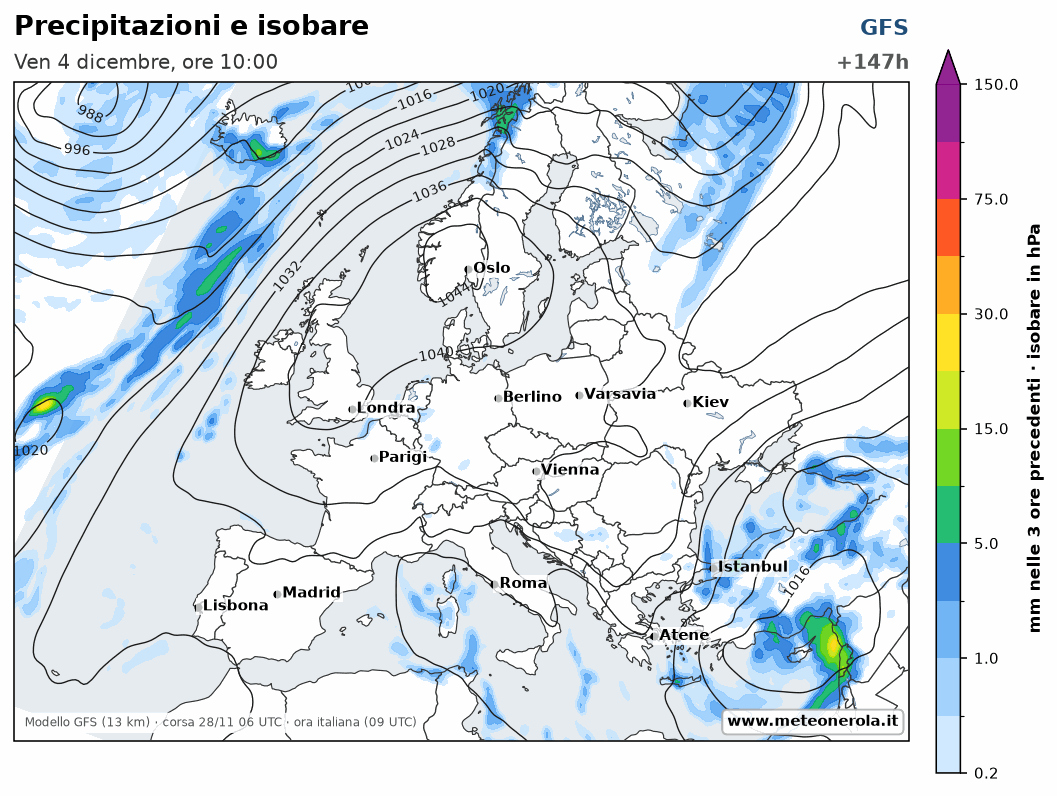 Precipitazioni e isobare
GFS
Ven 4 dicembre, ore 10:00
+147h
988
996
1016
1020
1024
1028
1036
1032
1044
1040
1020
1016
Oslo
Londra
Berlino
Varsavia
Kiev
Parigi
Vienna
Istanbul
Roma
Madrid
Lisbona
Atene
Modello GFS (13 km) · corsa 28/11 06 UTC · ora italiana (09 UTC)
www.meteonerola.it
150.0
75.0
30.0
15.0
5.0
1.0
0.2
mm nelle 3 ore precedenti · isobare in hPa